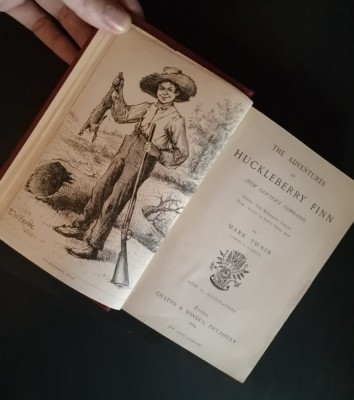 THE ADVENTURES
OF
HUCKLEBERRY FINN
(TOM SAWYER'S COMRADE)
BY
MARK TWAIN
WITH 174 ILLUSTRATIONS
London
CHATTO & WINDUS, PICCADILLY
1884